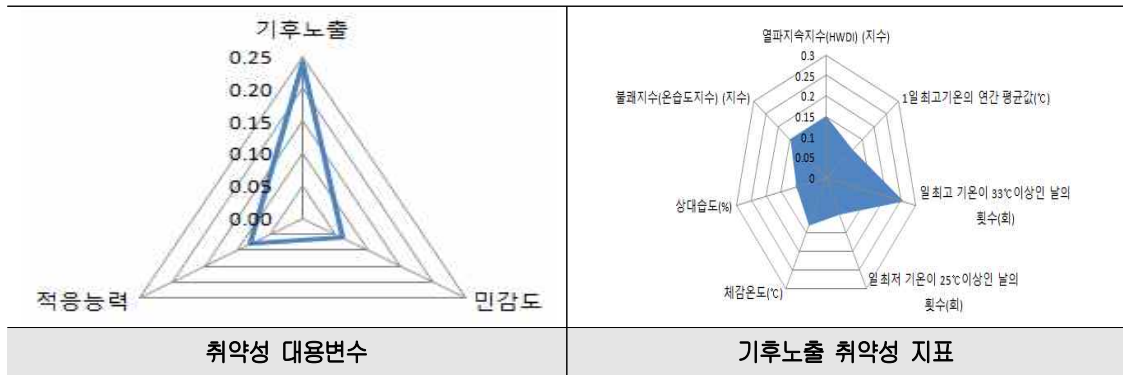 기후노출
0.25
0.20
0.15
0.10
0.05
0.00
적응능력
민감도
취약성 대용변수
열파지속지수(HWDI) (지수)
0.3
0.25
0.2
0.15
0.1
0.05
0
불쾌지수(온습도지수) (지수)
1일 최고기온의 연간 평균값(℃)
상대습도(%)
일 최고 기온이 33℃ 이상인 날의
횟수(회)
체감온도(℃)
일 최저 기온이 25℃ 이상인 날의
횟수(회)
기후노출 취약성 지표